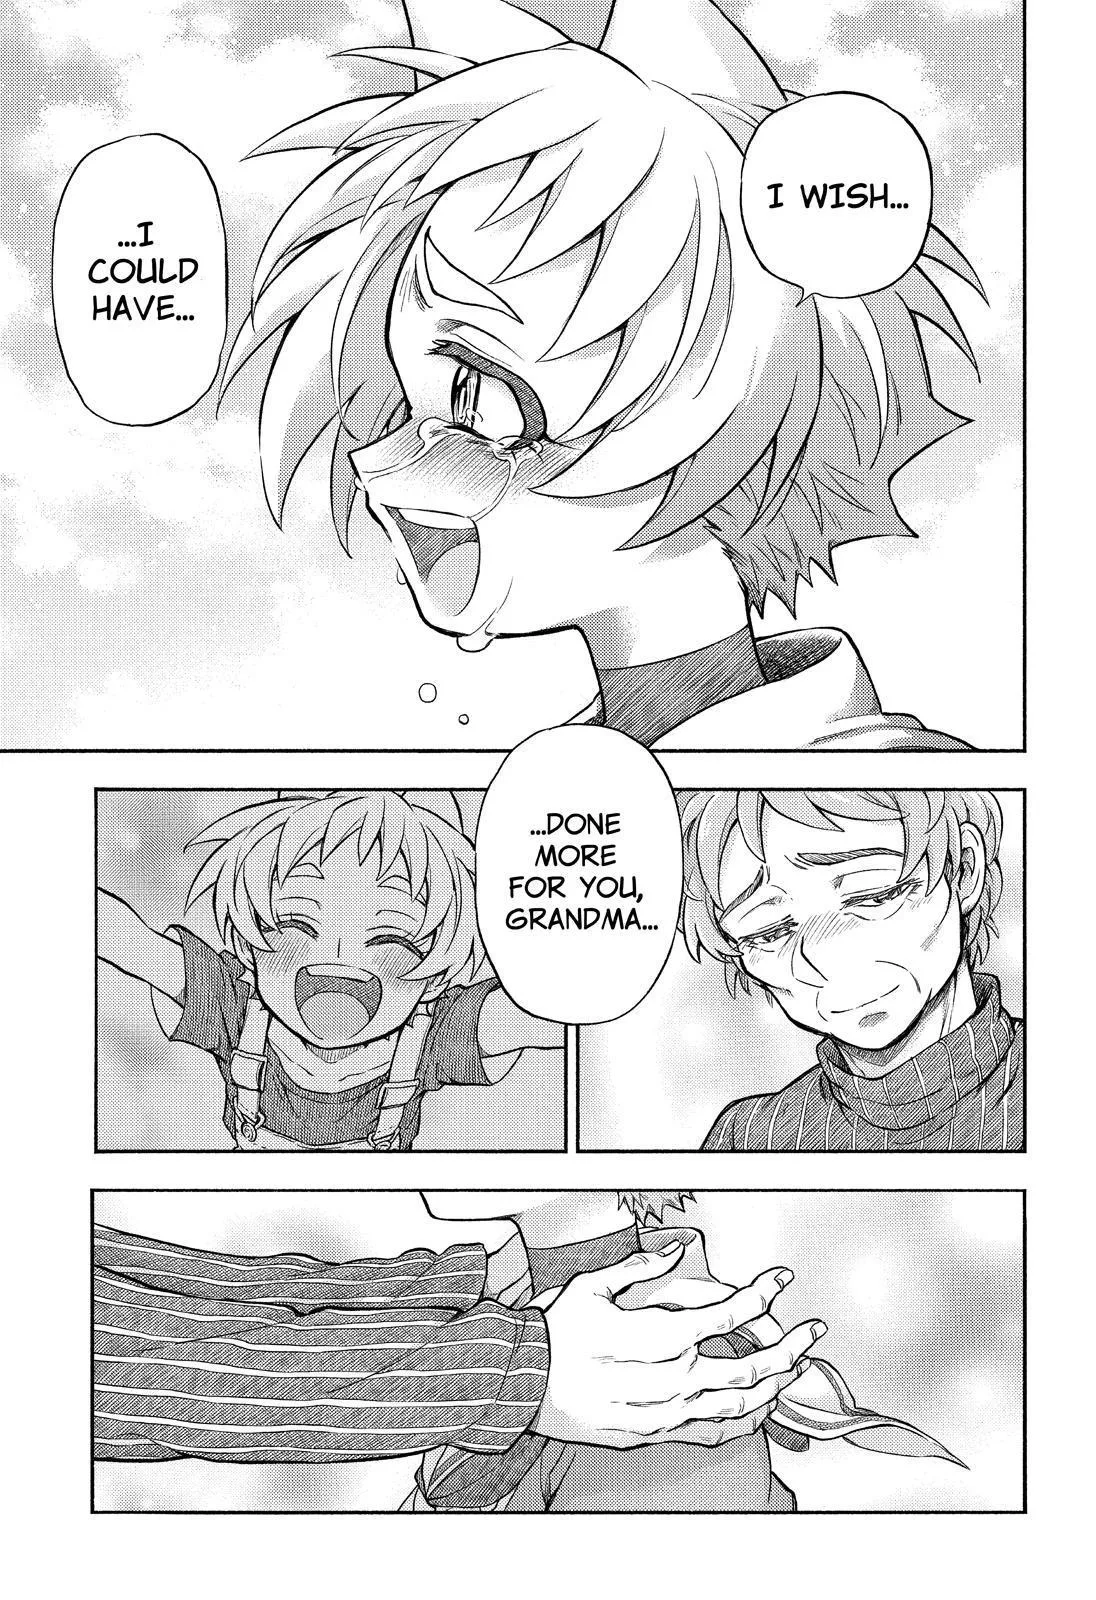 I WISH...
...I
COULD
HAVE...
...DONE
MORE
FOR YOU,
GRANDMA...